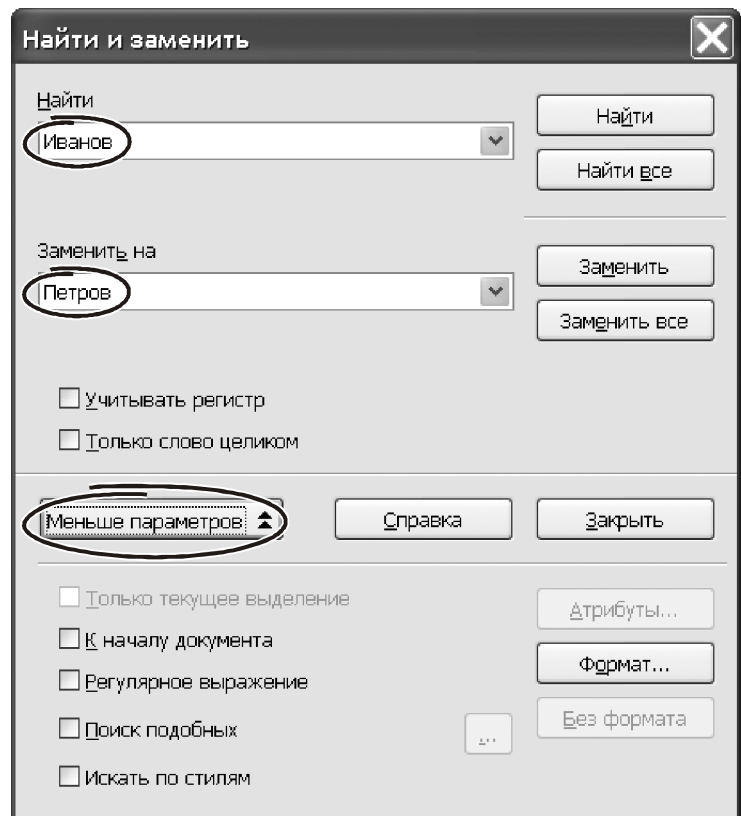 Найти и заменить
Найти
Иванов
Найти
Найти все
Заменить на
Петров
Заменить
Заменить все
Учитывать регистр
Только слово целиком
Меньше параметров
Справка
Закрыть
Только текущее выделение
Атрибуты...
К началу документа
Формат...
Регулярное выражение
Без формата
Поиск подобных
...
Искать по стилям